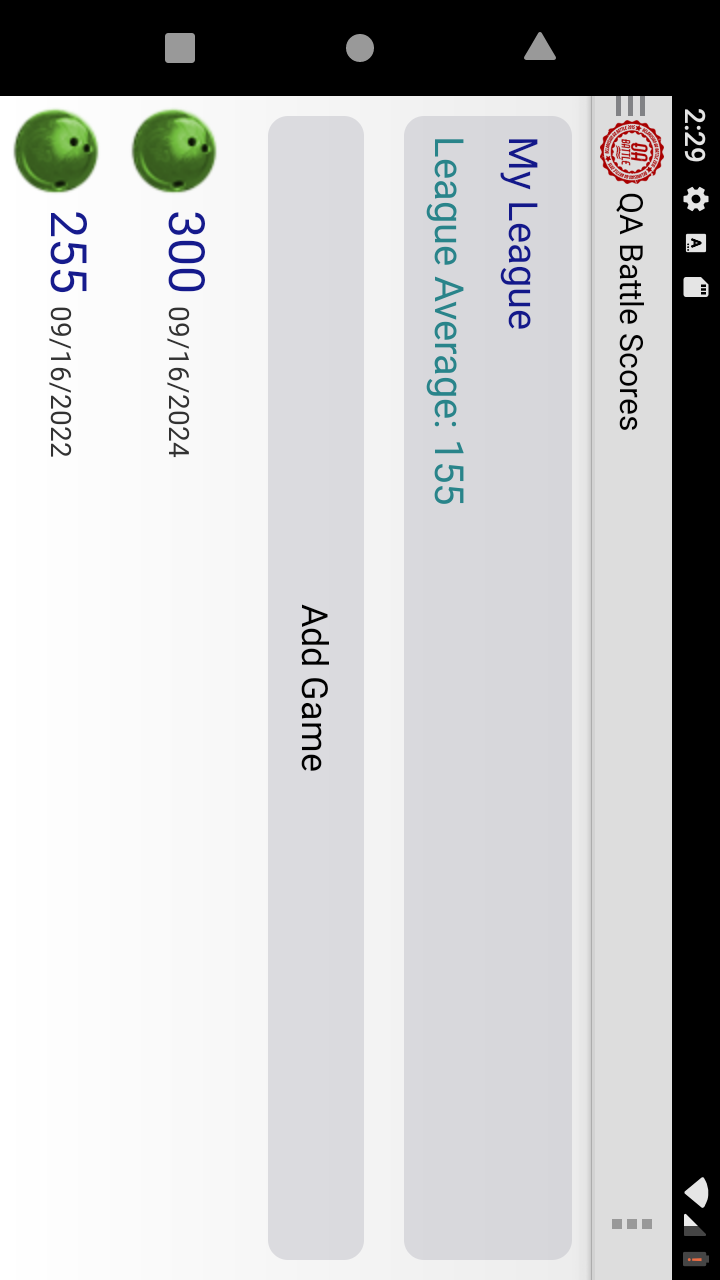 2:29
QA Battle Scores
My League
League Average: 155
Add Game
300 09/16/2024
255 09/16/2022